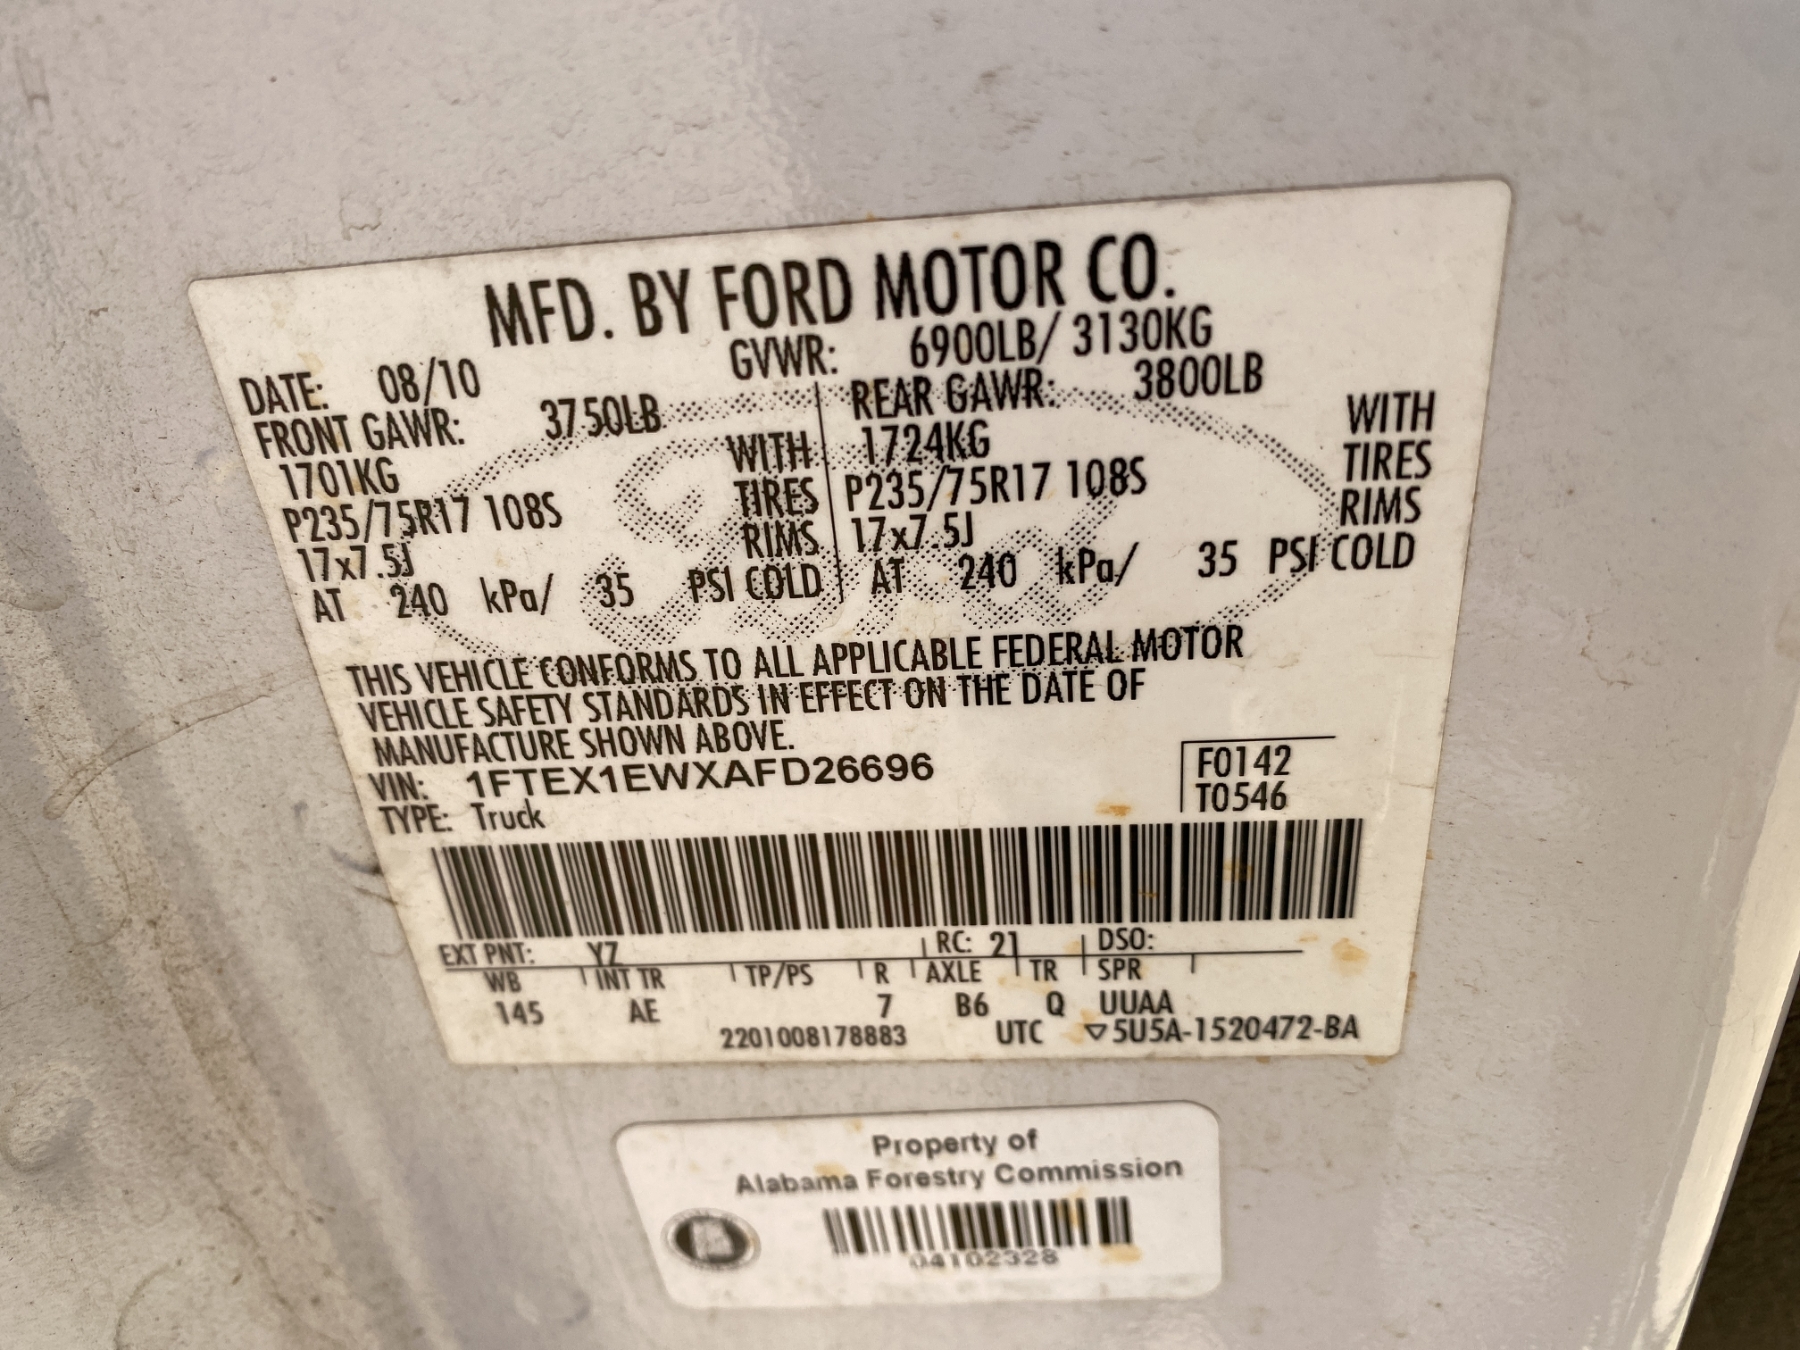 MFD. BY FORD MOTOR CO.
DATE: 08/10 GVWR: 6900LB/ 3130KG
FRONT GAWR: 3750LB REAR GAWR: 3800LB
1701KG WITH 1724KG WITH
P235/75R17 108S TIRES P235/75R17 108S TIRES
17x7.5J RIMS 17x7.5J RIMS
AT 240 kPa/ 35 PSI COLD AT 240 kPa/ 35 PSI COLD
THIS VEHICLE CONFORMS TO ALL APPLICABLE FEDERAL MOTOR
VEHICLE SAFETY STANDARDS IN EFFECT ON THE DATE OF
MANUFACTURE SHOWN ABOVE.
VIN: 1FTEX1EWXAFD26696 F0142
TYPE: Truck T0546
EXT PNT: YZ RC: 21 DSO:
WB INT TR TP/PS R AXLE TR SPR
145 AE 7 B6 Q UUAA
2201008178883 UTC ▽5U5A-1520472-BA
Property of
Alabama Forestry Commission
04102328